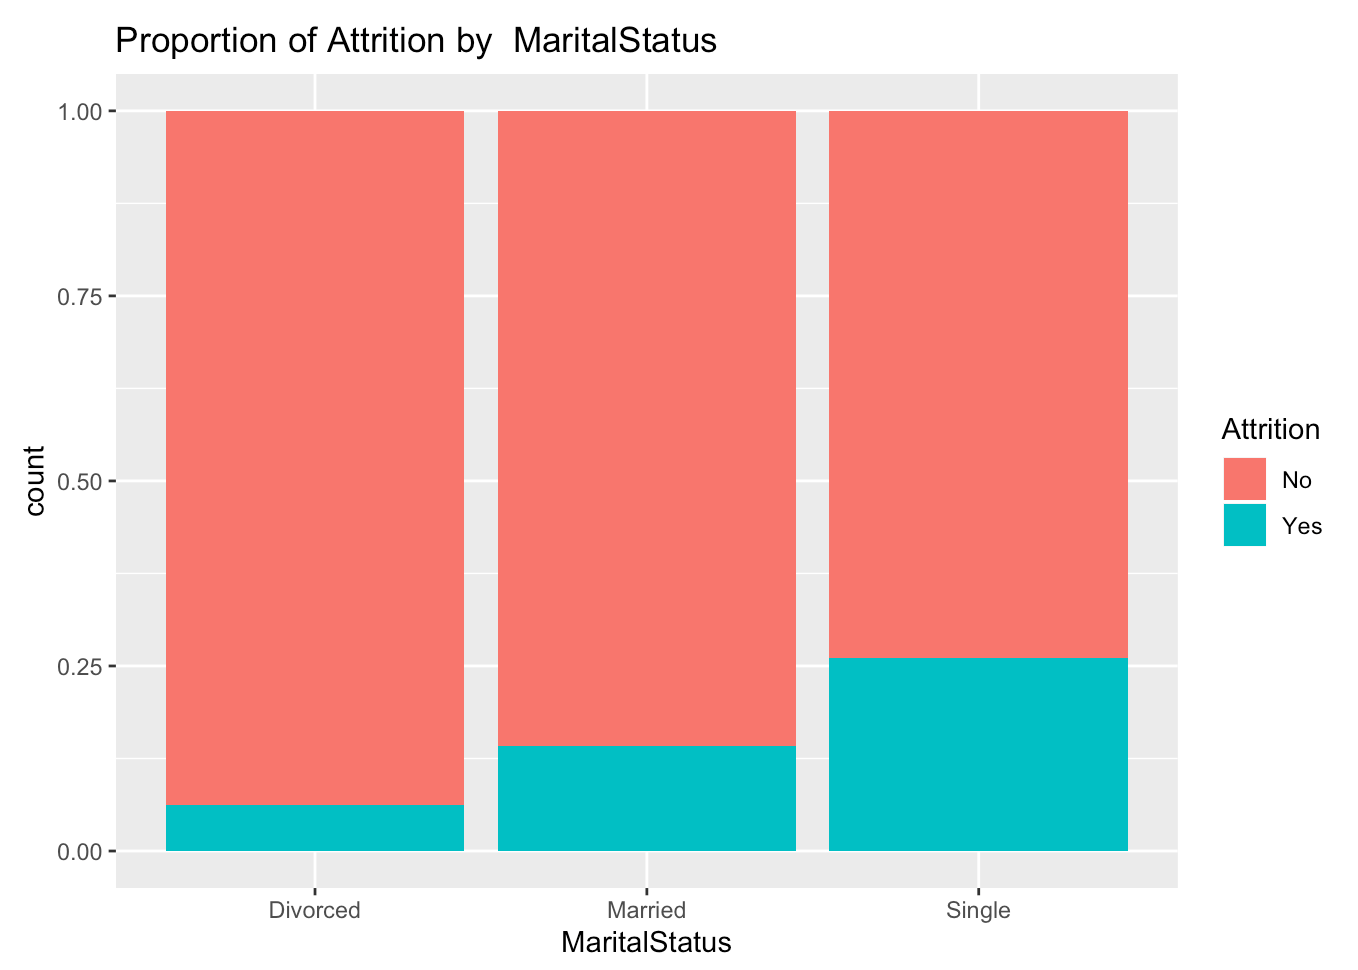 Proportion of Attrition by  MaritalStatus
1.00
0.75
0.50
0.25
0.00
count
Divorced Married Single
MaritalStatus
Attrition
No
Yes